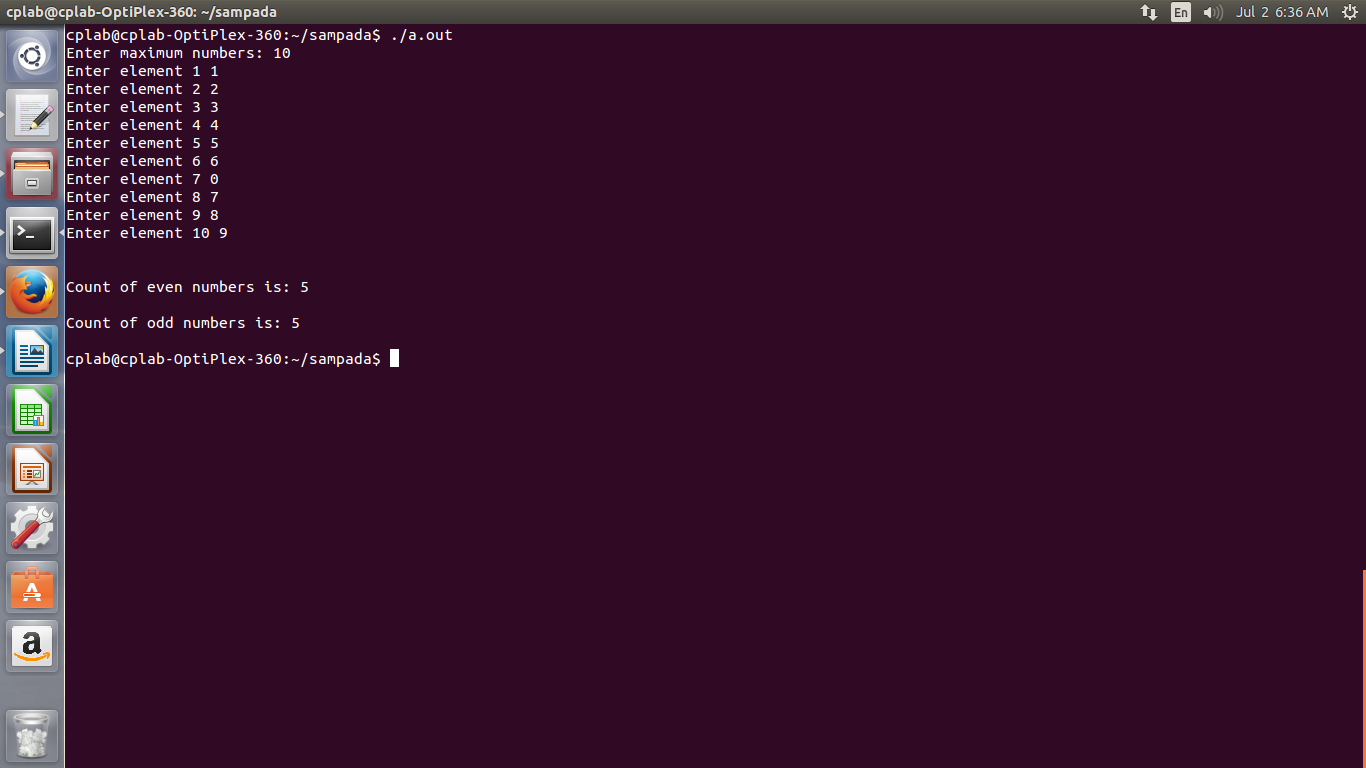 cplab@cplab-OptiPlex-360: ~/sampada
En
Jul 2 6:36 AM
cplab@cplab-OptiPlex-360:~/sampada$ ./a.out
Enter maximum numbers: 10
Enter element 1 1
Enter element 2 2
Enter element 3 3
Enter element 4 4
Enter element 5 5
Enter element 6 6
Enter element 7 0
Enter element 8 7
Enter element 9 8
Enter element 10 9
Count of even numbers is: 5
Count of odd numbers is: 5
cplab@cplab-OptiPlex-360:~/sampada$